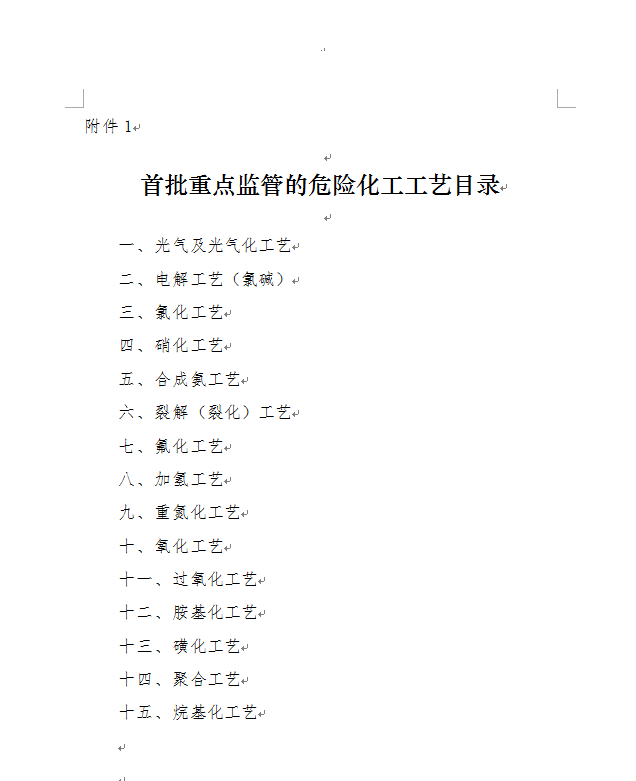 附件 1
首批重点监管的危险化工工艺目录
一、光气及光气化工艺
二、电解工艺（氯碱）
三、氯化工艺
四、硝化工艺
五、合成氨工艺
六、裂解（裂化）工艺
七、氟化工艺
八、加氢工艺
九、重氮化工艺
十、氧化工艺
十一、过氧化工艺
十二、胺基化工艺
十三、磺化工艺
十四、聚合工艺
十五、烷基化工艺